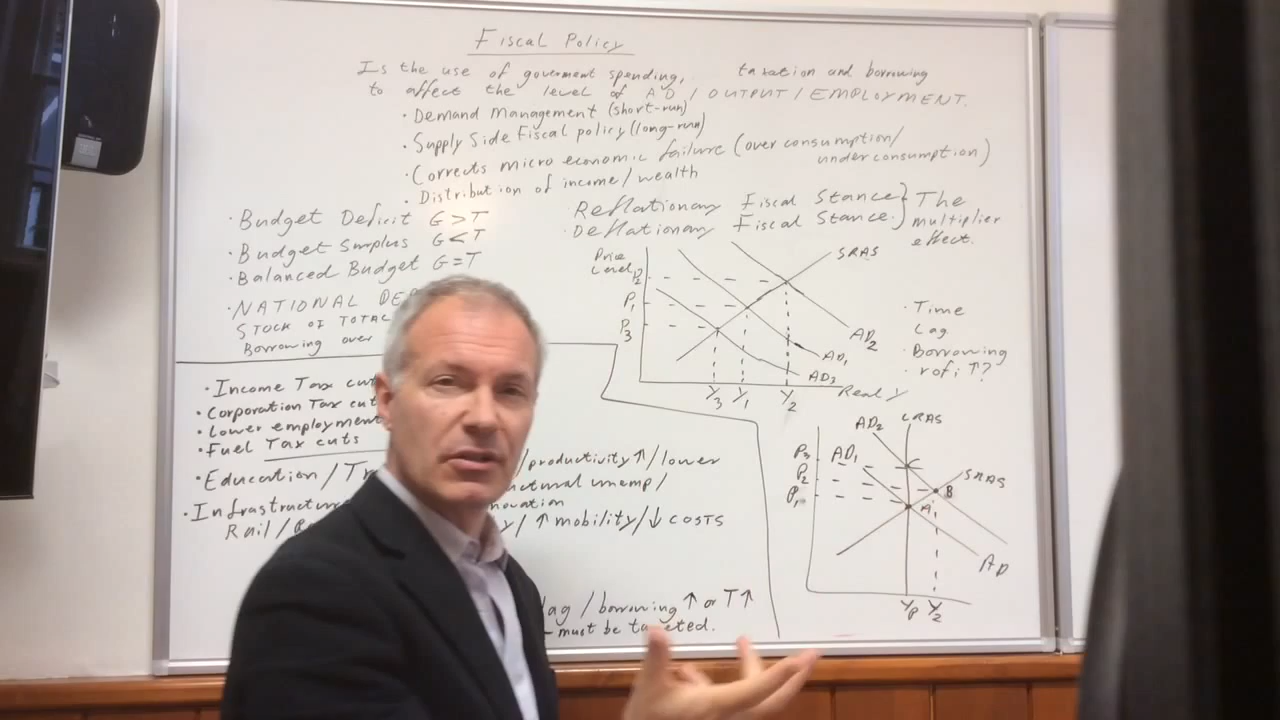 Fiscal Policy
Is the use of government spending, taxation and borrowing
to affect the level of AD / OUTPUT / EMPLOYMENT.
· Demand Management (short-run)
· Supply Side Fiscal policy (long-run)
· Corrects micro economic failure (over consumption/
under consumption)
· Distribution of income / wealth
· Budget Deficit G > T
· Budget Surplus G < T
· Balanced Budget G = T
· NATIONAL DE
STOCK OF TOTAL
Borrowing over
· Reflationary Fiscal Stance } The
· Deflationary Fiscal Stance. multiplier
effect.
Price
Level
P2
P1
P3
SRAS
AD2
AD1
AD3
Y3 Y1 Y2 Real Y
· Time
Lag
· Borrowing
· r of i ↑?
· Income Tax cut
· Corporation Tax cut
· Lower employment
· Fuel Tax cuts
· Education / Tr / productivity ↑ / lower
unemp /
· Infrastructur
Rail / / ↑ mobility / ↓ COSTS
lag / borrowing ↑ or T ↑
– must be targeted.
AD2 LRAS
P3 AD1 C
P2 SRAS
P1 B
A
AD
Yp Y2